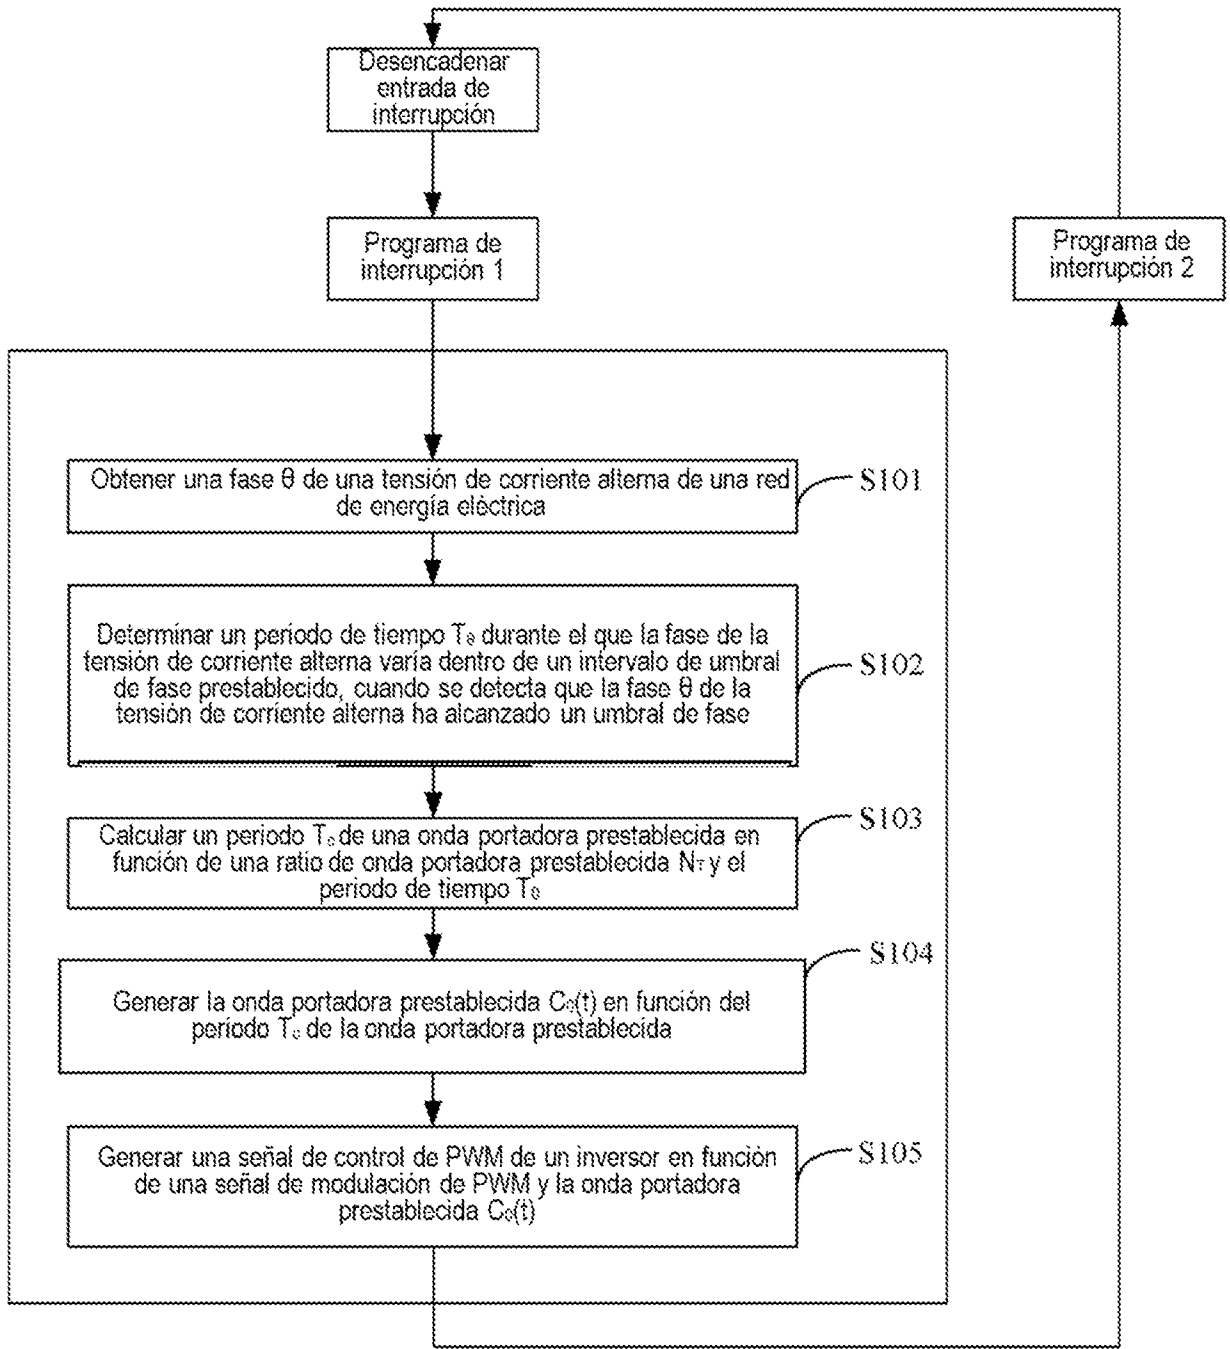 Desencadenar
entrada de
interrupción
Programa de
interrupción 1
Programa de
interrupción 2
Obtener una fase θ de una tensión de corriente alterna de una red
de energía eléctrica
S101
Determinar un período de tiempo Tθ durante el que la fase de la
tensión de corriente alterna varía dentro de un intervalo de umbral
de fase prestablecido, cuando se detecta que la fase θ de la
tensión de corriente alterna ha alcanzado un umbral de fase
S102
Calcular un periodo Tc de una onda portadora prestablecida en
función de una ratio de onda portadora prestablecida NT y el
periodo de tiempo Tθ
S103
Generar la onda portadora prestablecida C0(t) en función del
período Tc de la onda portadora prestablecida
S104
Generar una señal de control de PWM de un inversor en función
de una señal de modulación de PWM y la onda portadora
prestablecida C0(t)
S105